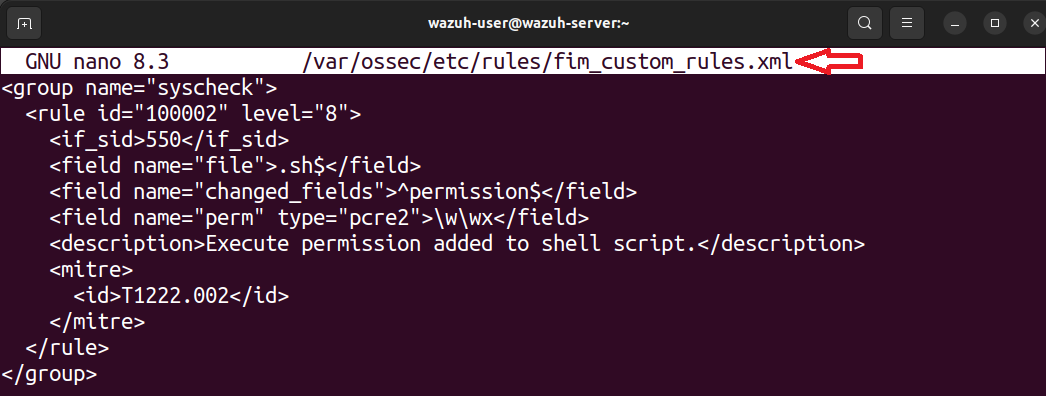 wazuh-user@wazuh-server:~
GNU nano 8.3 /var/ossec/etc/rules/fim_custom_rules.xml
<group name="syscheck">
  <rule id="100002" level="8">
    <if_sid>550</if_sid>
    <field name="file">.sh$</field>
    <field name="changed_fields">^permission$</field>
    <field name="perm" type="pcre2">\w\wx</field>
    <description>Execute permission added to shell script.</description>
    <mitre>
      <id>T1222.002</id>
    </mitre>
  </rule>
</group>